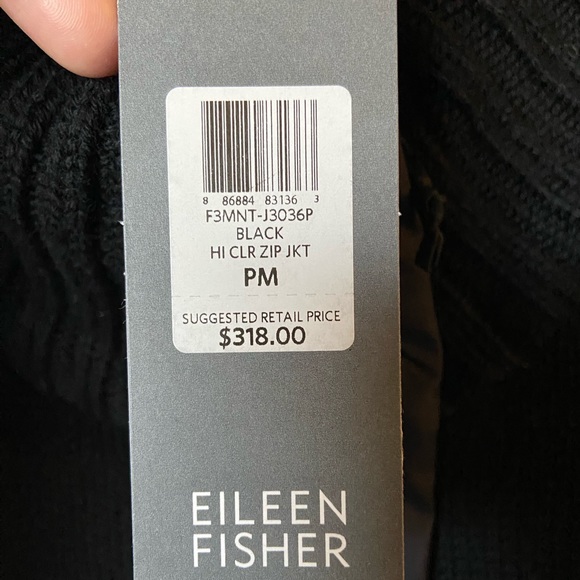 8 86884 83136 3
F3MNT-J3036P
BLACK
HI CLR ZIP JKT
PM
SUGGESTED RETAIL PRICE
$318.00
EILEEN
FISHER